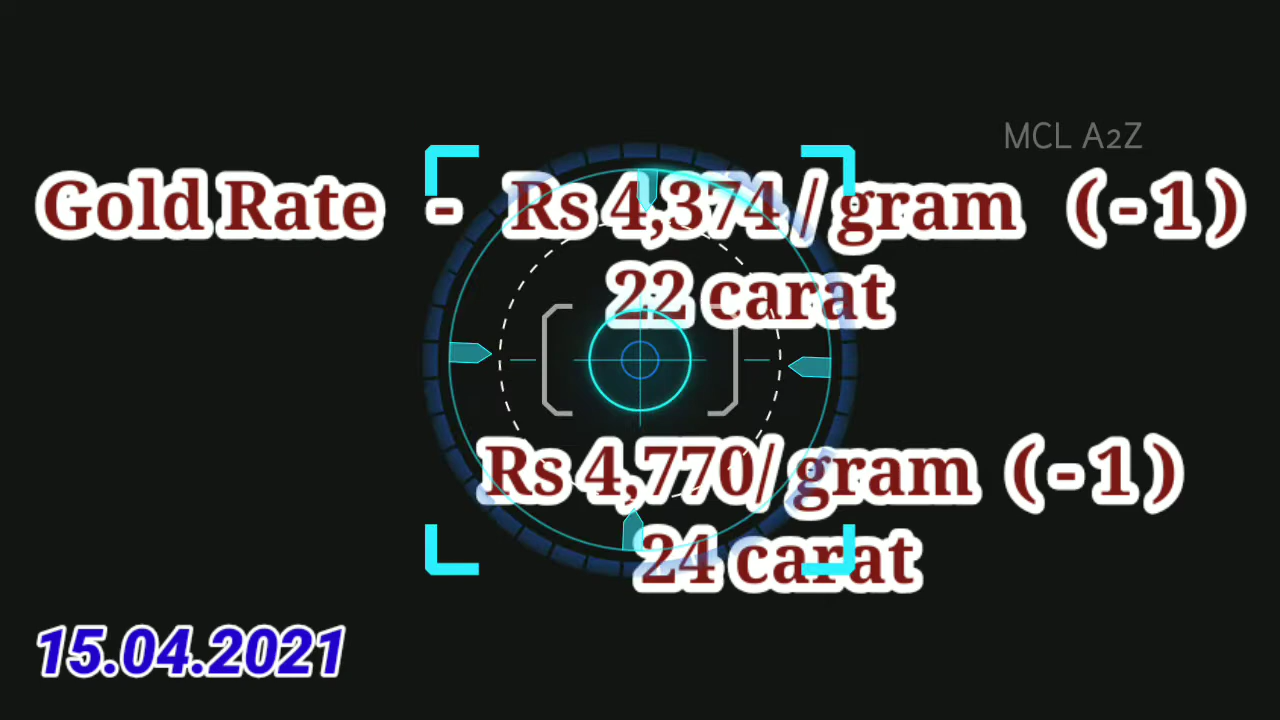 MCL A2Z
Gold Rate - Rs 4,374 / gram (-1)
22 carat
Rs 4,770/ gram (-1)
24 carat
15.04.2021